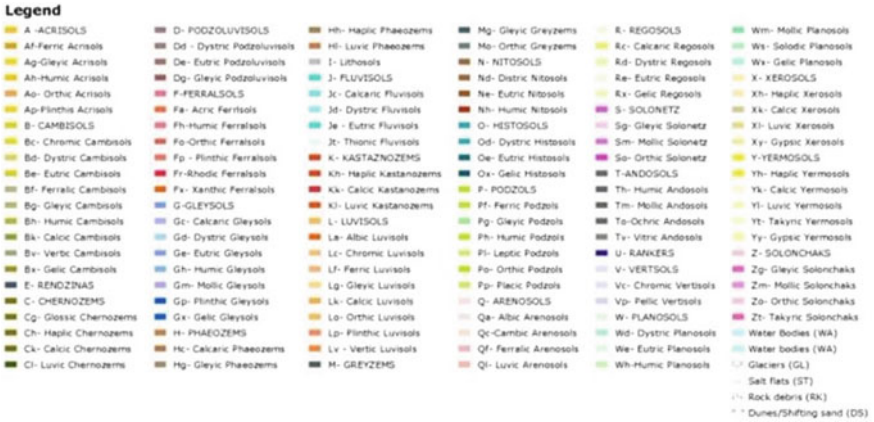 Legend
A -ACRISOLS
Af-Ferric Acrisols
Ag-Gleyic Acrisols
Ah-Humic Acrisols
Ao- Orthic Acrisols
Ap-Plinthis Acrisols
B- CAMBISOLS
Bc- Chromic Cambisols
Bd- Dystric Cambisols
Be- Eutric Cambisols
Bf- Ferralic Cambisols
Bg- Gleyic Cambisols
Bh- Humic Cambisols
Bk- Calcic Cambisols
Bv- Vertic Cambisols
Bx- Gelic Cambisols
E- RENDZINAS
C- CHERNOZEMS
Cg- Glossic Chernozems
Ch- Haplic Chernozems
Ck- Calcic Chernozems
Cl- Luvic Chernozems
D- PODZOLUVISOLS
Dd - Dystric Podzoluvisols
De- Eutric Podzoluvisols
Dg- Gleyic Podzoluvisols
F-FERRALSOLS
Fa- Acric Ferrlsols
Fh-Humic Ferralsols
Fo-Orthic Ferralsols
Fp - Plinthic Ferralsols
Fr-Rhodic Ferralsols
Fx- Xanthic Ferralsols
G-GLEYSOLS
Gc- Calcaric Gleysols
Gd- Dystric Gleysols
Ge- Eutric Gleysols
Gh- Humic Gleysols
Gm- Mollic Gleysols
Gp- Plinthic Gleysols
Gx- Gelic Gleysols
H- PHAEOZEMS
Hc- Calcaric Phaeozems
Hg- Gleyic Phaeozems
Hh- Haplic Phaeozems
Hl- Luvic Phaeozems
I- Lithosols
J- FLUVISOLS
Jc- Calcaric Fluvisols
Jd- Dystric Fluvisols
Je - Eutric Fluvisols
Jt- Thionic Fluvisols
K- KASTAZNOZEMS
Kh- Haplic Kastanozems
Kk- Calcic Kastanozems
Kl- Luvic Kastanozems
L- LUVISOLS
La- Albic Luvisols
Lc- Chromic Luvisols
Lf- Ferric Luvisols
Lg- Gleyic Luvisols
Lk- Calcic Luvisols
Lo- Orthic Luvisols
Lp- Plinthic Luvisols
Lv - Vertic Luvisols
M- GREYZEMS
Mg- Gleyic Greyzems
Mo- Orthic Greyzems
N- NITOSOLS
Nd- Distric Nitosols
Ne- Eutric Nitosols
Nh- Humic Nitosols
O- HISTOSOLS
Od- Dystric Histosols
Oe- Eutric Histosols
Ox- Gelic Histosols
P- PODZOLS
Pf- Ferric Podzols
Pg- Gleyic Podzols
Ph- Humic Podzols
Pl- Leptic Podzols
Po- Orthic Podzols
Pp- Placic Podzols
Q- ARENOSOLS
Qa- Albic Arenosols
Qc-Cambic Arenosols
Qf- Ferralic Arenosols
Ql- Luvic Arenosols
R- REGOSOLS
Rc- Calcaric Regosols
Rd- Dystric Regosols
Re- Eutric Regosols
Rx- Gelic Regosols
S- SOLONETZ
Sg- Gleyic Solonetz
Sm- Mollic Solonetz
So- Orthic Solonetz
T-ANDOSOLS
Th- Humic Andosols
Tm- Mollic Andosols
To-Ochric Andosols
Tv- Vitric Andosols
U- RANKERS
V- VERTSOLS
Vc- Chromic Vertisols
Vp- Pellic Vertisols
W- PLANOSOLS
Wd- Dystric Planosols
We- Eutric Planosols
Wh-Humic Planosols
Wm- Mollic Planosols
Ws- Solodic Planosols
Wx- Gelic Planosols
X- XEROSOLS
Xh- Haplic Xerosols
Xk- Calcic Xerosols
Xl- Luvic Xerosols
Xy- Gypsic Xerosols
Y-YERMOSOLS
Yh- Haplic Yermosols
Yk- Calcic Yermosols
Yl- Luvic Yermosols
Yt- Takyric Yermosols
Yy- Gypsic Yermosols
Z- SOLONCHAKS
Zg- Gleyic Solonchaks
Zm- Mollic Solonchaks
Zo- Orthic Solonchaks
Zt- Takyric Solonchaks
Water Bodies (WA)
Water bodies (WA)
Glaciers (GL)
Salt flats (ST)
Rock debris (RK)
Dunes/Shifting sand (DS)